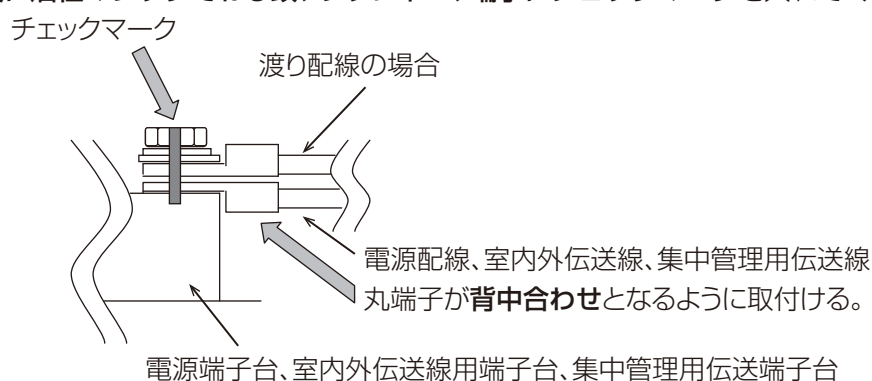 チェックマーク
渡り配線の場合
電源配線、室内外伝送線、集中管理用伝送線
丸端子が背中合わせとなるように取付ける。
電源端子台、室内外伝送線用端子台、集中管理用伝送端子台